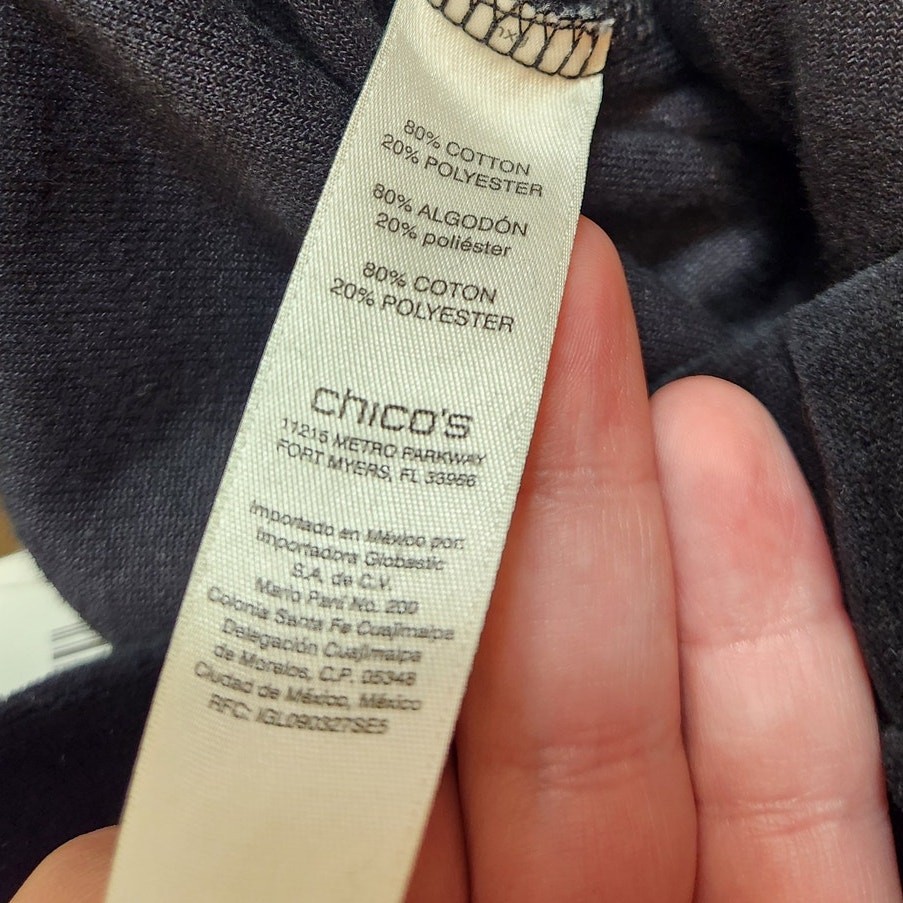 80% COTTON
20% POLYESTER
80% ALGODÓN
20% poliéster
80% COTON
20% POLYESTER
chico's
11215 METRO PARKWAY
FORT MYERS, FL 33966
Importado en México por:
Importadora Globastic
S.A. de C.V.
Mario Pani No. 200
Colonia Santa Fe Cuajimalpa
Delegación Cuajimalpa
de Morelos, C.P. 05348
Ciudad de México, México
RFC: IGL090327SE5